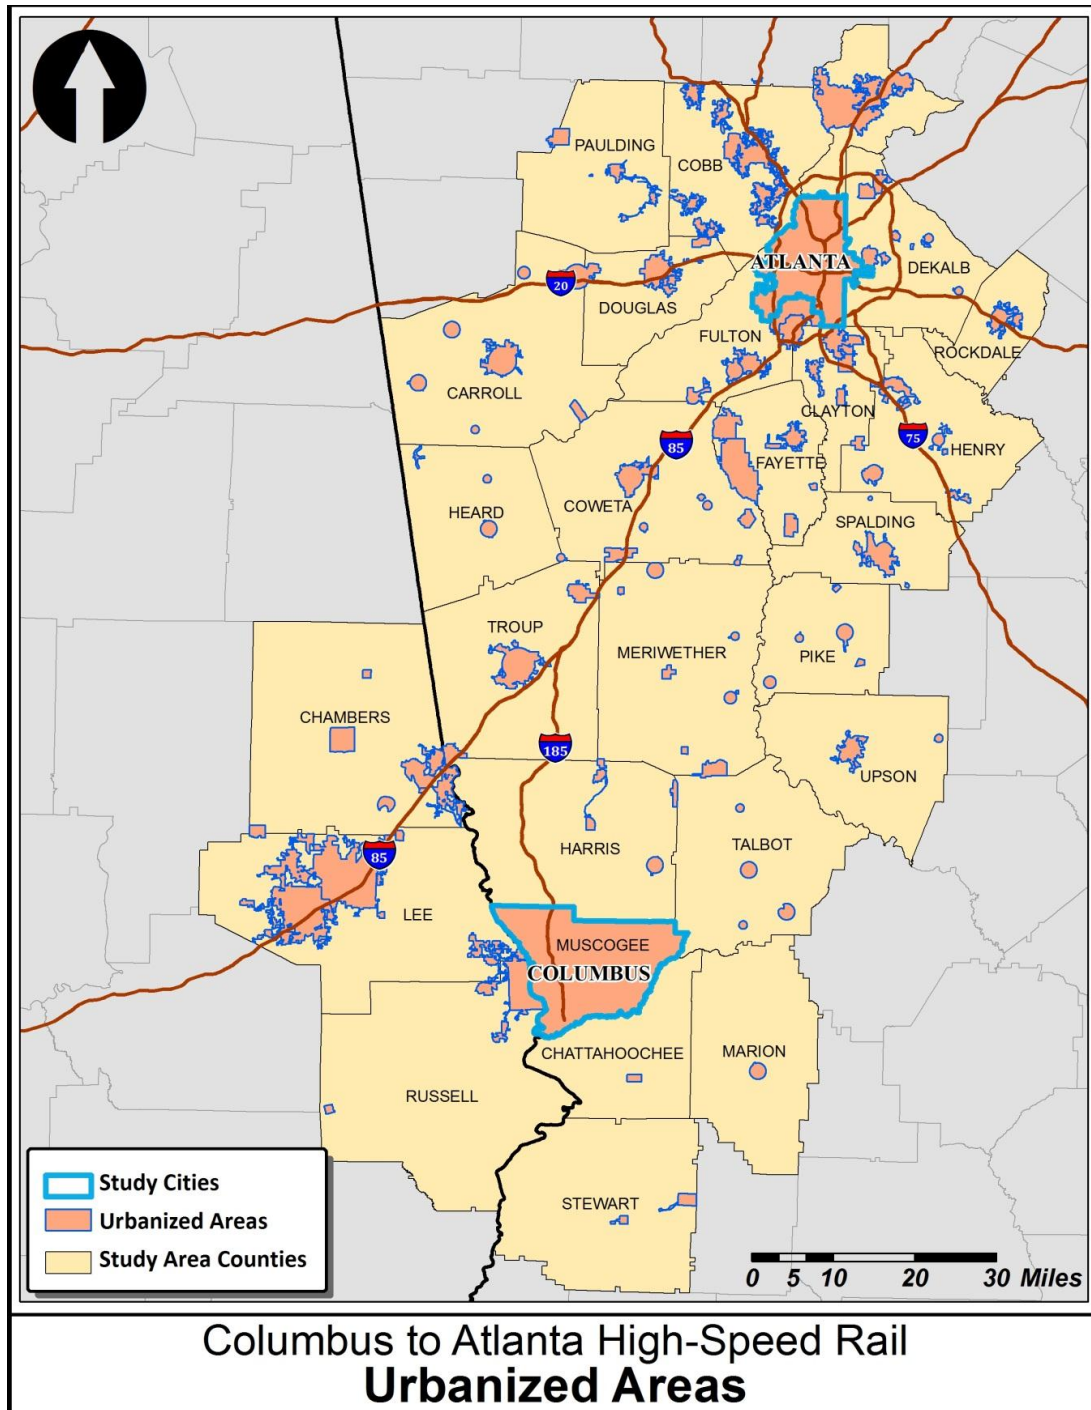 PAULDING
COBB
ATLANTA
DEKALB
20
DOUGLAS
FULTON
ROCKDALE
CARROLL
CLAYTON
85
75
HENRY
FAYETTE
HEARD
COWETA
SPALDING
TROUP
MERIWETHER
PIKE
CHAMBERS
185
UPSON
HARRIS
TALBOT
85
LEE
MUSCOGEE
COLUMBUS
CHATTAHOOCHEE
MARION
RUSSELL
STEWART
Study Cities
Urbanized Areas
Study Area Counties
0 5 10 20 30 Miles
Columbus to Atlanta High-Speed Rail
Urbanized Areas